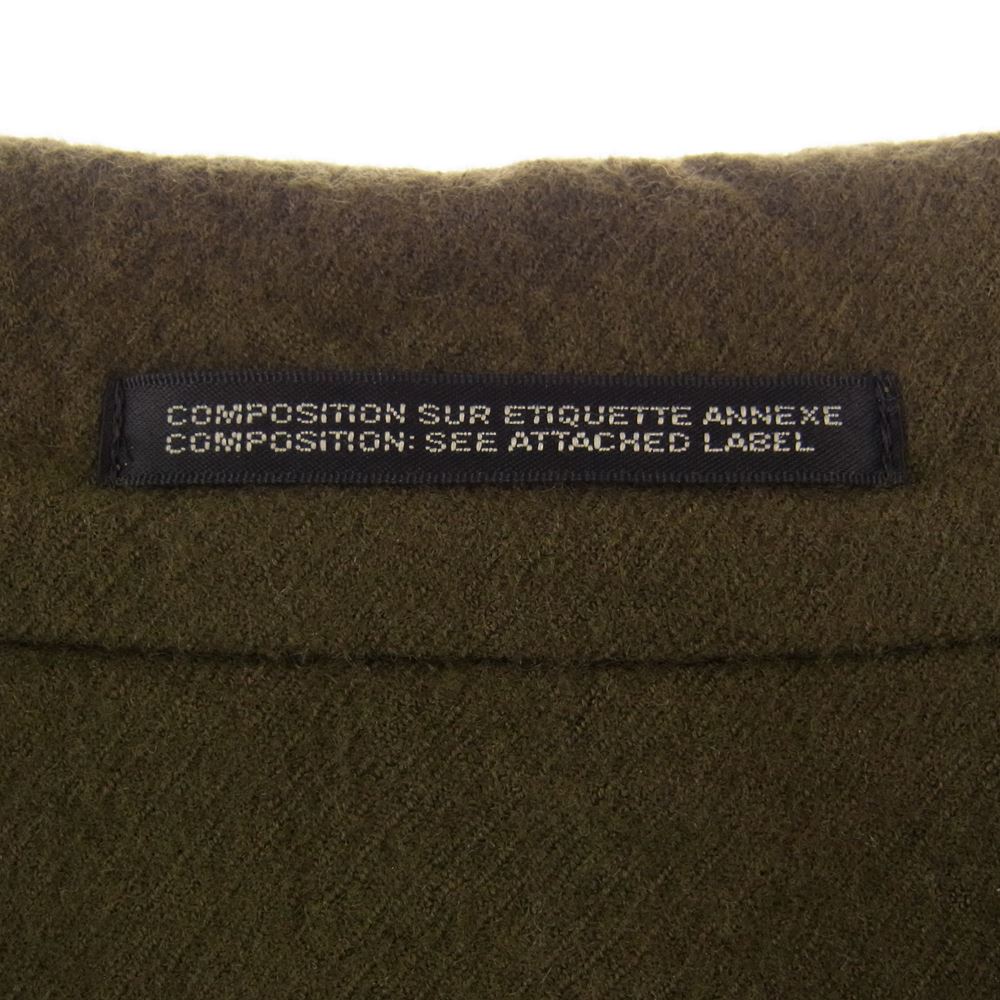 COMPOSITION SUR ETIQUETTE ANNEXE
COMPOSITION: SEE ATTACHED LABEL